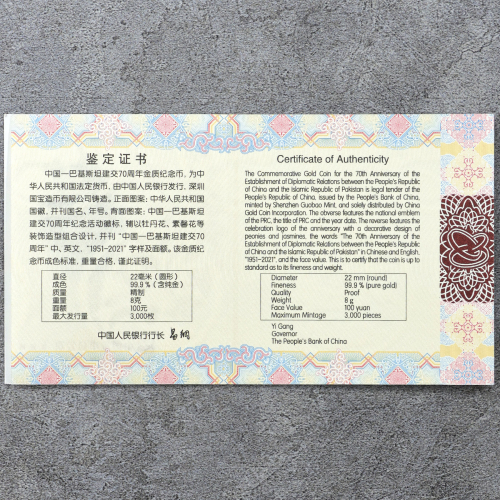 鉴定证书
中国—巴基斯坦建交70周年金质纪念币，为中
华人民共和国法定货币，由中国人民银行发行，深圳
国宝造币有限公司铸造。正面图案：中华人民共和国
国徽，并刊国名、年号。背面图案：中国—巴基斯坦建交
70周年纪念活动徽标，辅以牡丹花、素馨花等
装饰造型组合设计，并刊“中国—巴基斯坦建交70
周年”中、英文，“1951-2021”字样及面额。该金质纪
念币成色标准，重量合格，谨此证明。
直径 22毫米（圆形）
成色 99.9％（含纯金）
质量 精制
重量 8克
面额 100元
最大发行量 3,000枚
中国人民银行行长 易纲
Certificate of Authenticity
The Commemorative Gold Coin for the 70th Anniversary of the
Establishment of Diplomatic Relations between the People's Republic
of China and the Islamic Republic of Pakistan is legal tender of the
People's Republic of China, issued by the People's Bank of China,
minted by Shenzhen Guobao Mint, and solely distributed by China
Gold Coin Incorporation. The obverse features the national emblem
of the PRC, the title of PRC and the year date. The reverse features the
celebration logo of the anniversary with a decorative design of
peonies and jasmines, the words "The 70th Anniversary of the
Establishment of Diplomatic Relations between the People's Republic of
China and the Islamic Republic of Pakistan" in Chinese and English,
"1951-2021", and the face value. This is to certify that the coin is up to
standard as to its fineness and weight.
Diameter 22 mm (round)
Fineness 99.9 % (pure gold)
Quality Proof
Weight 8 g
Face Value 100 yuan
Maximum Mintage 3,000 pieces
Yi Gang
Governor
The People's Bank of China